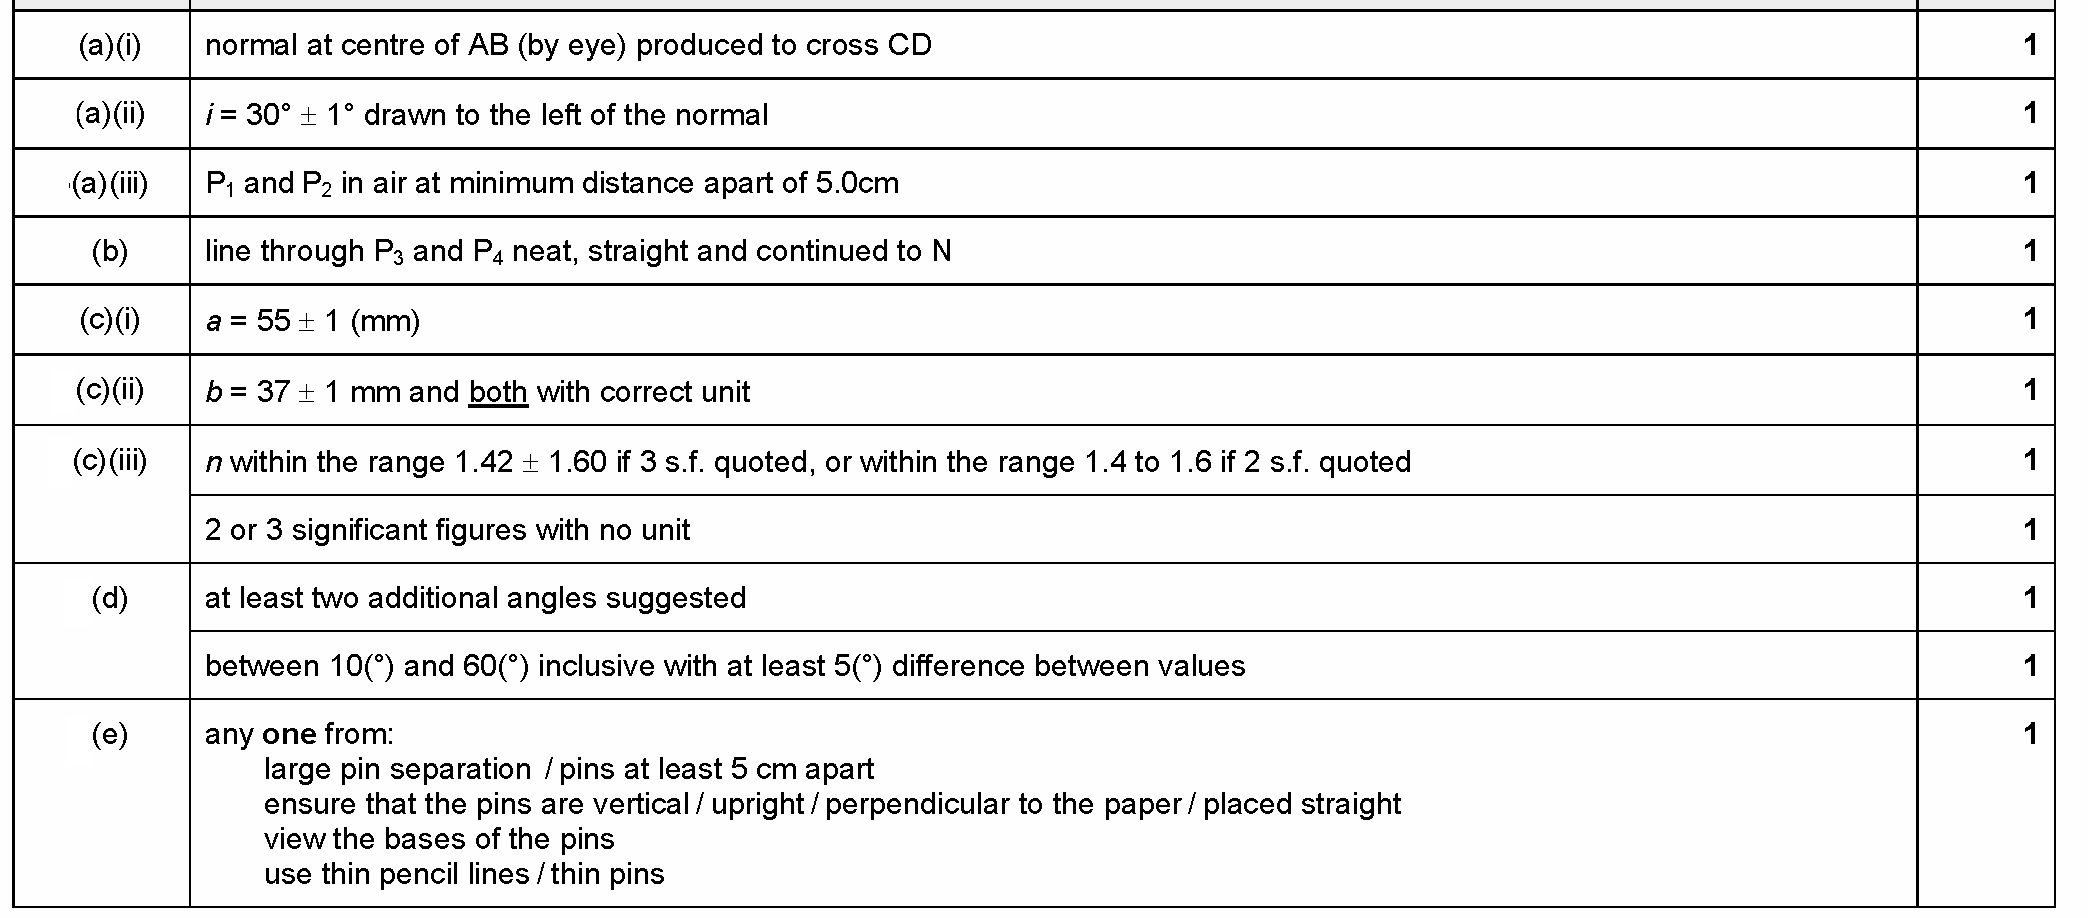 (a)(i) normal at centre of AB (by eye) produced to cross CD 1
(a)(ii) i = 30° ± 1° drawn to the left of the normal 1
(a)(iii) P₁ and P₂ in air at minimum distance apart of 5.0cm 1
(b) line through P₃ and P₄ neat, straight and continued to N 1
(c)(i) a = 55 ± 1 (mm) 1
(c)(ii) b = 37 ± 1 mm and both with correct unit 1
(c)(iii) n within the range 1.42 ± 1.60 if 3 s.f. quoted, or within the range 1.4 to 1.6 if 2 s.f. quoted 1
2 or 3 significant figures with no unit 1
(d) at least two additional angles suggested 1
between 10(°) and 60(°) inclusive with at least 5(°) difference between values 1
(e) any one from: 1
large pin separation / pins at least 5 cm apart
ensure that the pins are vertical / upright / perpendicular to the paper / placed straight
view the bases of the pins
use thin pencil lines / thin pins